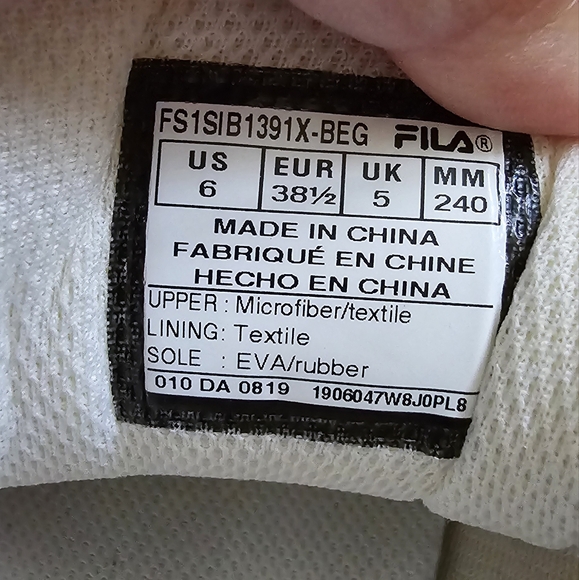 FS1SIB1391X-BEG FILA®
US EUR UK MM
6 38½ 5 240
MADE IN CHINA
FABRIQUÉ EN CHINE
HECHO EN CHINA
UPPER : Microfiber/textile
LINING: Textile
SOLE : EVA/rubber
010 DA 0819 1906047W8J0PL8